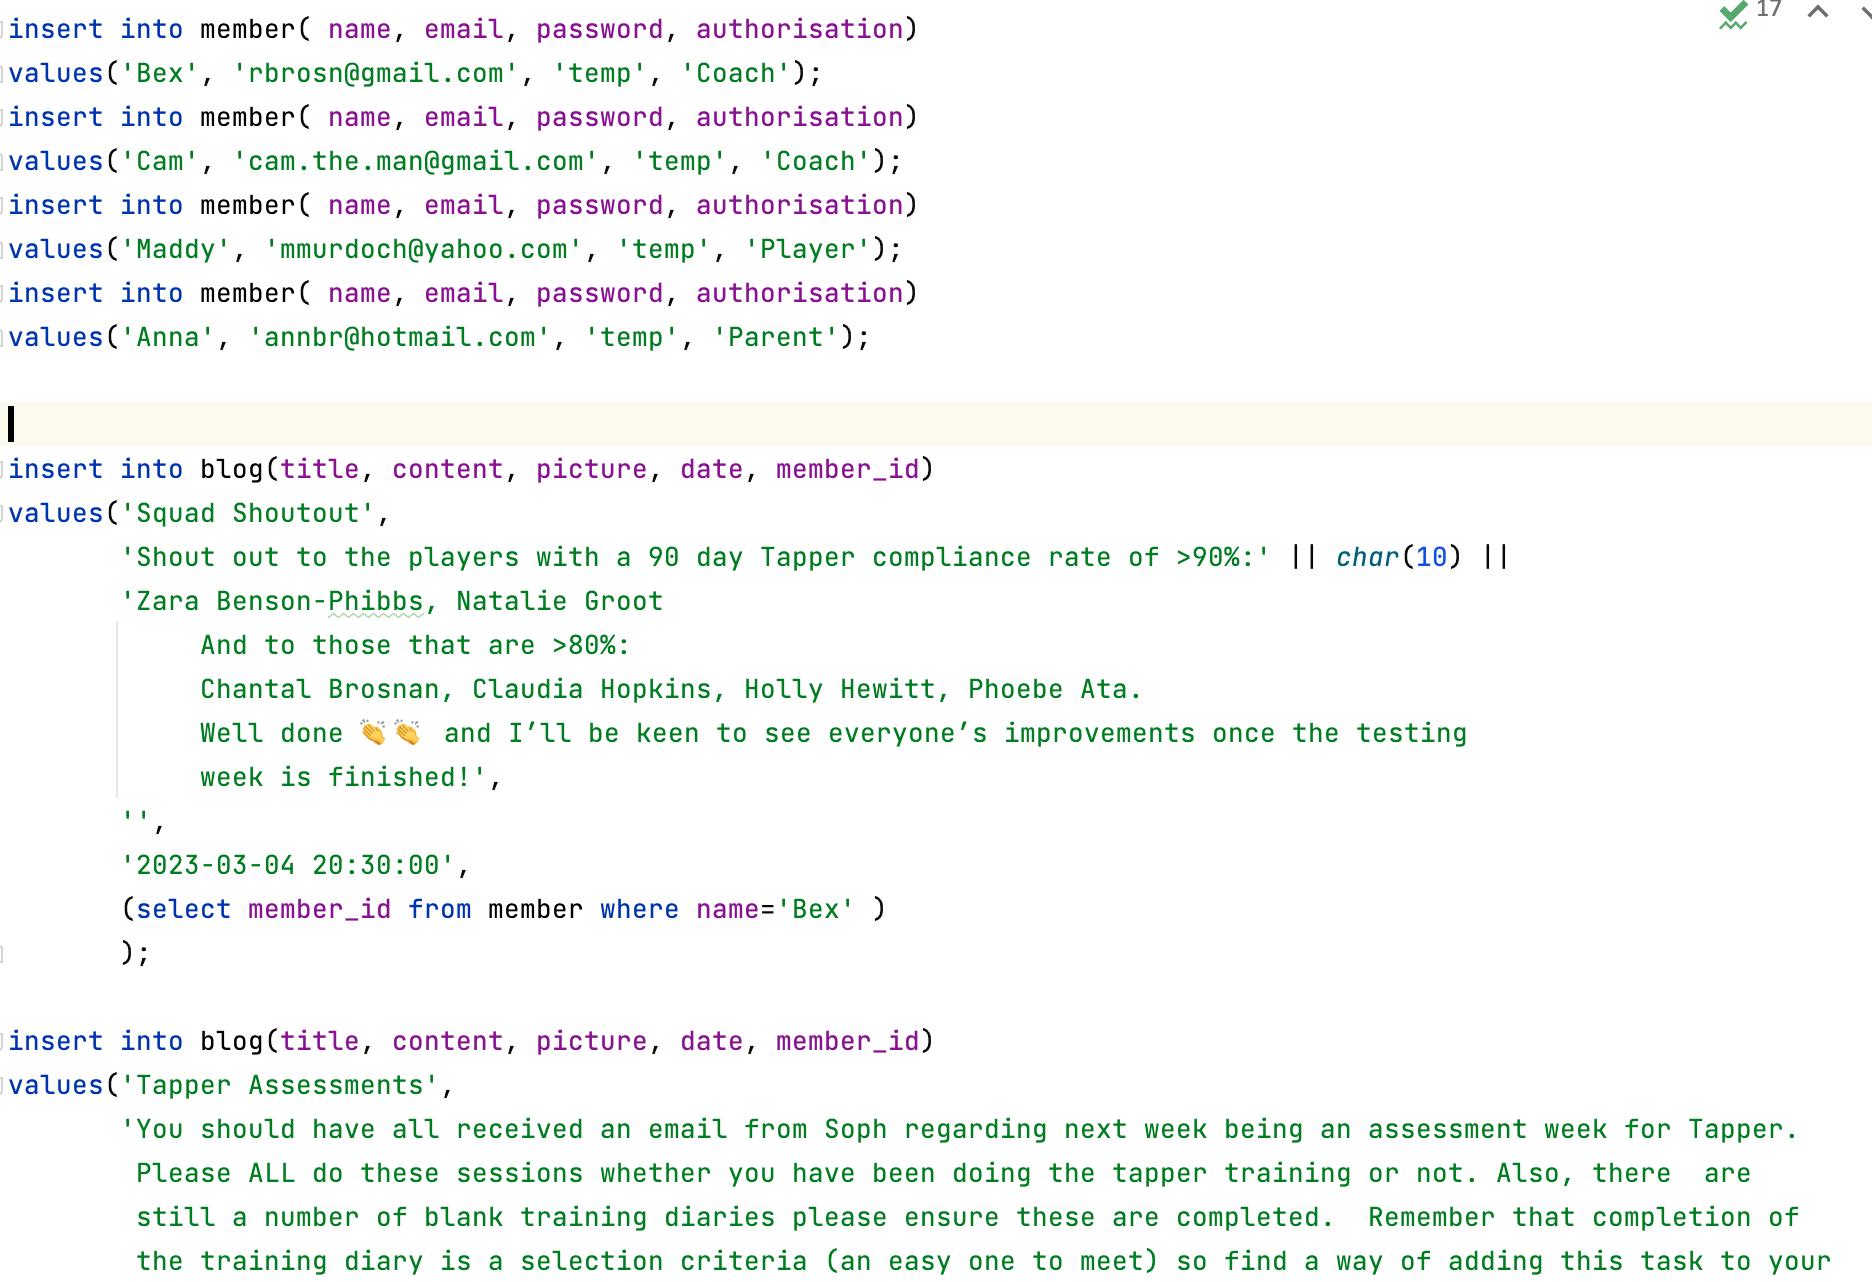 insert into member( name, email, password, authorisation)
17
values('Bex', 'rbrosn@gmail.com', 'temp', 'Coach');
insert into member( name, email, password, authorisation)
values('Cam', 'cam.the.man@gmail.com', 'temp', 'Coach');
insert into member( name, email, password, authorisation)
values('Maddy', 'mmurdoch@yahoo.com', 'temp', 'Player');
insert into member( name, email, password, authorisation)
values('Anna', 'annbr@hotmail.com', 'temp', 'Parent');
insert into blog(title, content, picture, date, member_id)
values('Squad Shoutout',
'Shout out to the players with a 90 day Tapper compliance rate of >90%:' || char(10) ||
'Zara Benson-Phibbs, Natalie Groot
And to those that are >80%:
Chantal Brosnan, Claudia Hopkins, Holly Hewitt, Phoebe Ata.
Well done 👏👏 and I’ll be keen to see everyone’s improvements once the testing
week is finished!',
'',
'2023-03-04 20:30:00',
(select member_id from member where name='Bex' )
);
insert into blog(title, content, picture, date, member_id)
values('Tapper Assessments',
'You should have all received an email from Soph regarding next week being an assessment week for Tapper.
Please ALL do these sessions whether you have been doing the tapper training or not. Also, there  are
still a number of blank training diaries please ensure these are completed.  Remember that completion of
the training diary is a selection criteria (an easy one to meet) so find a way of adding this task to your